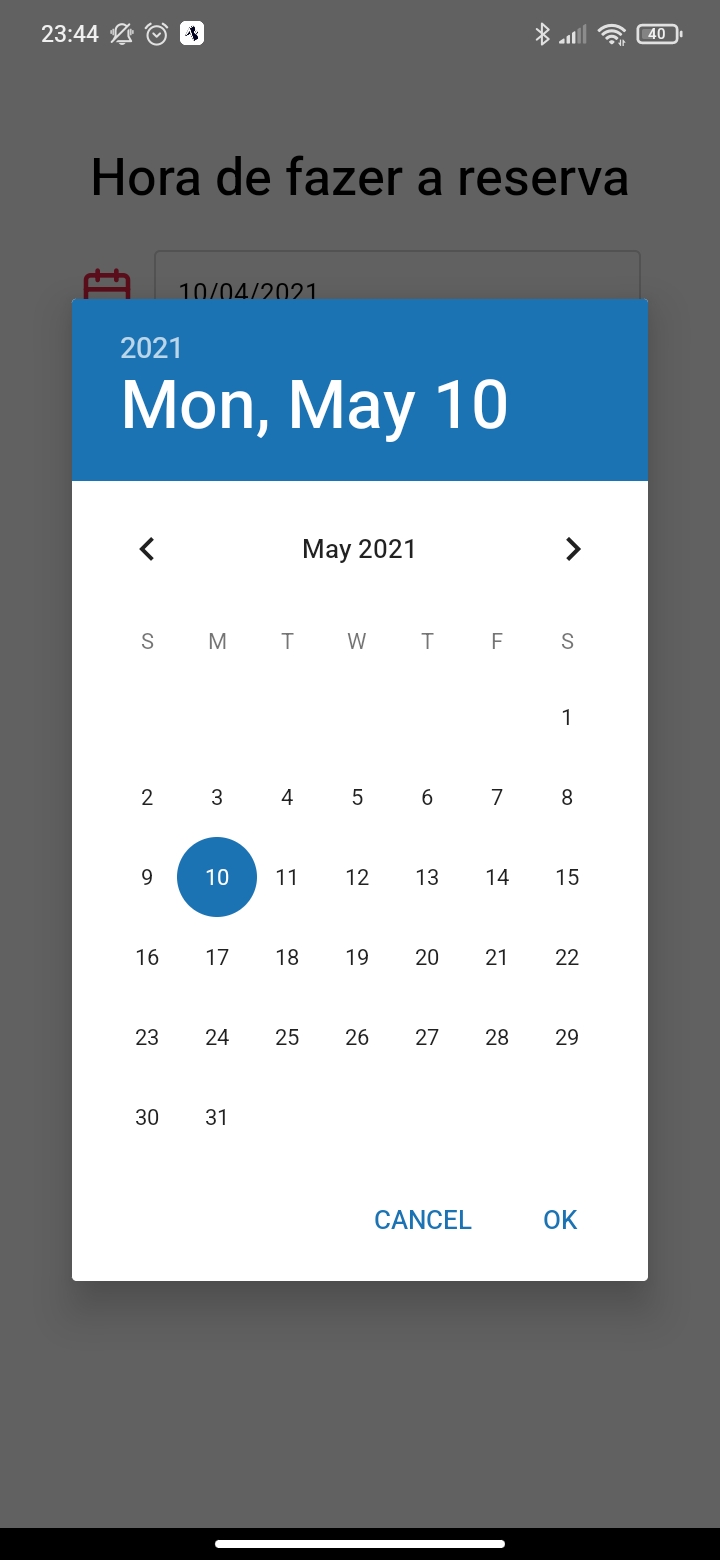 23:44 40
Hora de fazer a reserva
10/04/2021
2021
Mon, May 10
May 2021
S M T W T F S
1
2 3 4 5 6 7 8
9 10 11 12 13 14 15
16 17 18 19 20 21 22
23 24 25 26 27 28 29
30 31
CANCEL OK